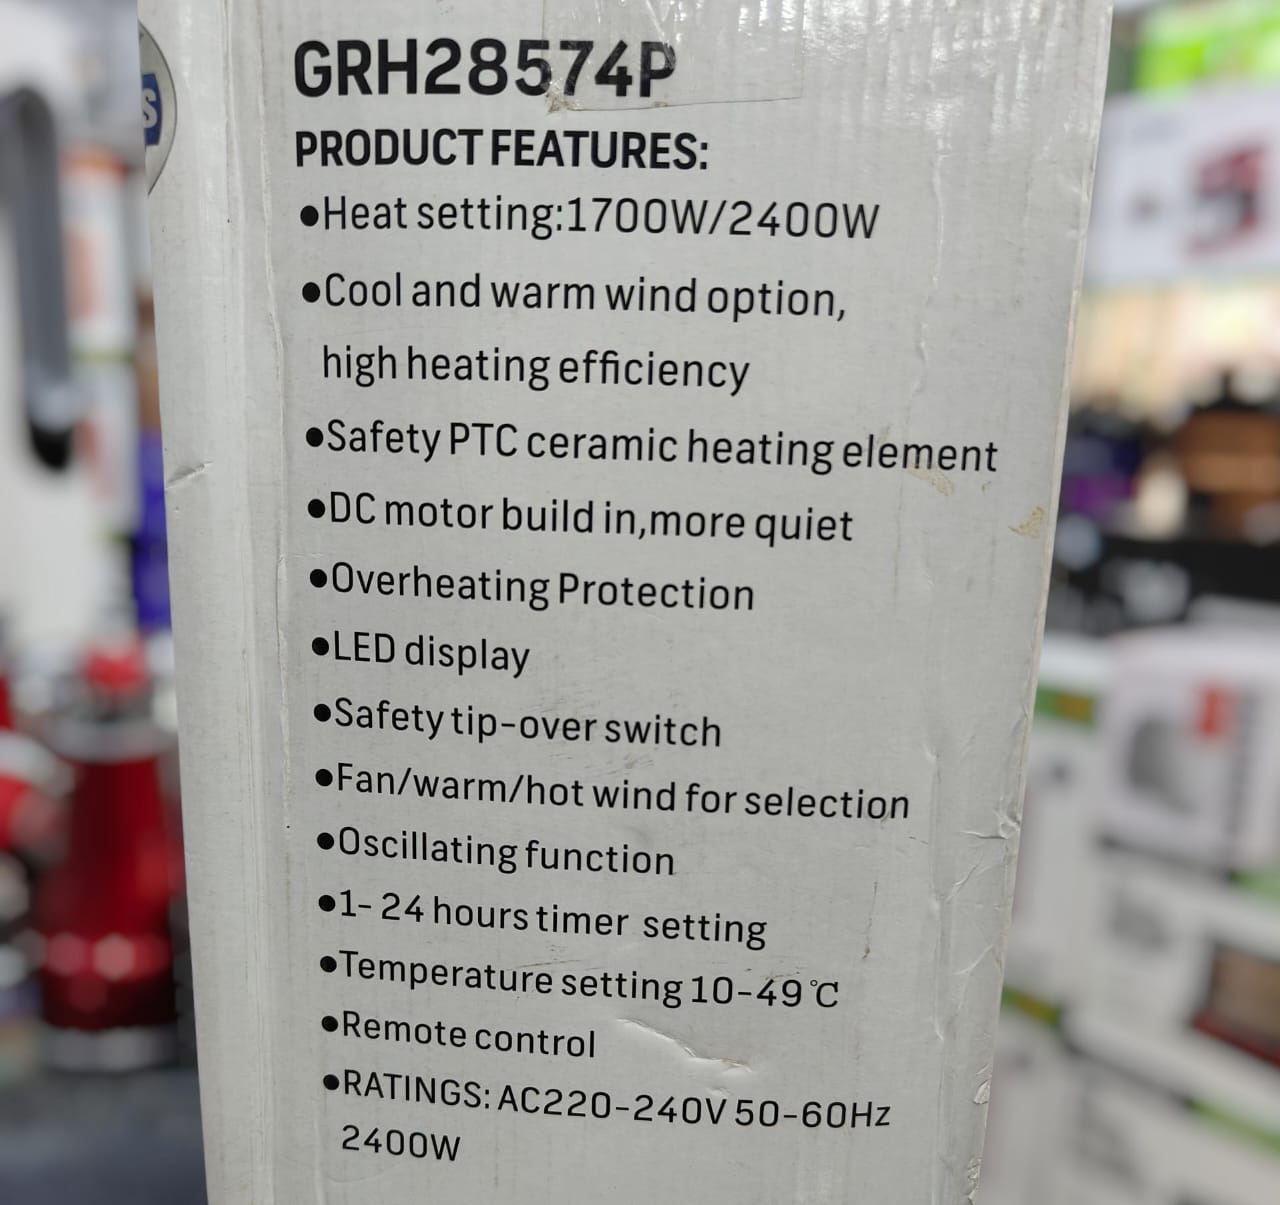 GRH28574P
PRODUCT FEATURES:
●Heat setting:1700W/2400W
●Cool and warm wind option,
high heating efficiency
●Safety PTC ceramic heating element
●DC motor build in,more quiet
●Overheating Protection
●LED display
●Safety tip-over switch
●Fan/warm/hot wind for selection
●Oscillating function
●1- 24 hours timer setting
●Temperature setting 10-49℃
●Remote control
●RATINGS: AC220-240V 50-60Hz
2400W